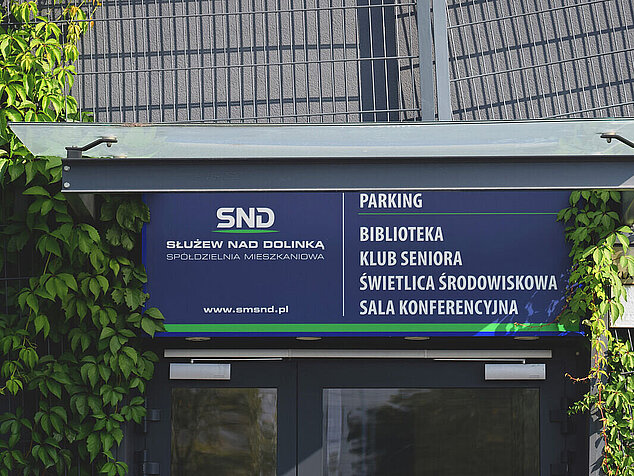 SND
SŁUŻEW NAD DOLINKĄ
SPÓŁDZIELNIA MIESZKANIOWA
www.smsnd.pl
PARKING
BIBLIOTEKA
KLUB SENIORA
ŚWIETLICA ŚRODOWISKOWA
SALA KONFERENCYJNA